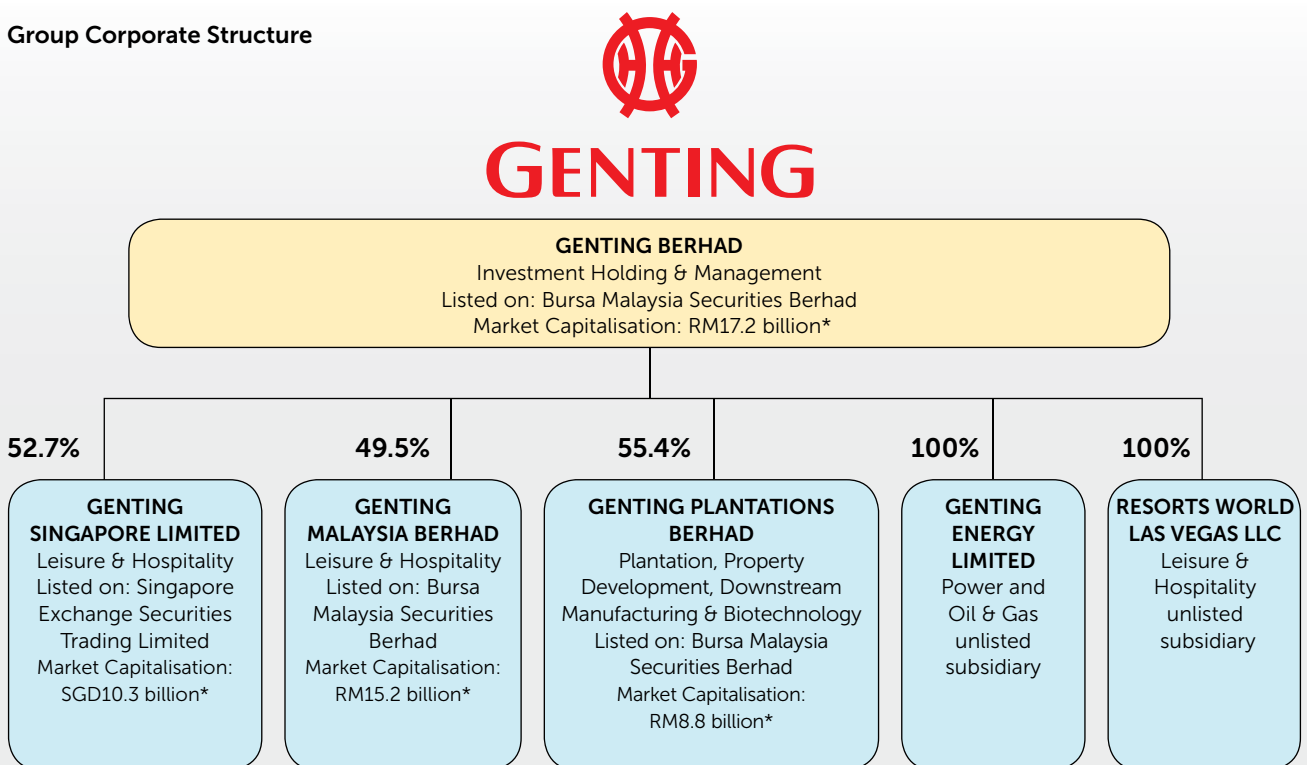 Group Corporate Structure
GENTING
GENTING BERHAD
Investment Holding & Management
Listed on: Bursa Malaysia Securities Berhad
Market Capitalisation: RM17.2 billion*
52.7%
GENTING
SINGAPORE LIMITED
Leisure & Hospitality
Listed on: Singapore
Exchange Securities
Trading Limited
Market Capitalisation:
SGD10.3 billion*
49.5%
GENTING
MALAYSIA BERHAD
Leisure & Hospitality
Listed on: Bursa
Malaysia Securities
Berhad
Market Capitalisation:
RM15.2 billion*
55.4%
GENTING PLANTATIONS
BERHAD
Plantation, Property
Development, Downstream
Manufacturing & Biotechnology
Listed on: Bursa Malaysia
Securities Berhad
Market Capitalisation:
RM8.8 billion*
100%
GENTING
ENERGY
LIMITED
Power and
Oil & Gas
unlisted
subsidiary
100%
RESORTS WORLD
LAS VEGAS LLC
Leisure &
Hospitality
unlisted
subsidiary